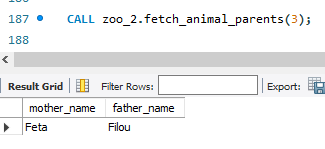 187 CALL zoo_2.fetch_animal_parents(3);
188
Result Grid Filter Rows: Export:
mother_name father_name
Feta Filou